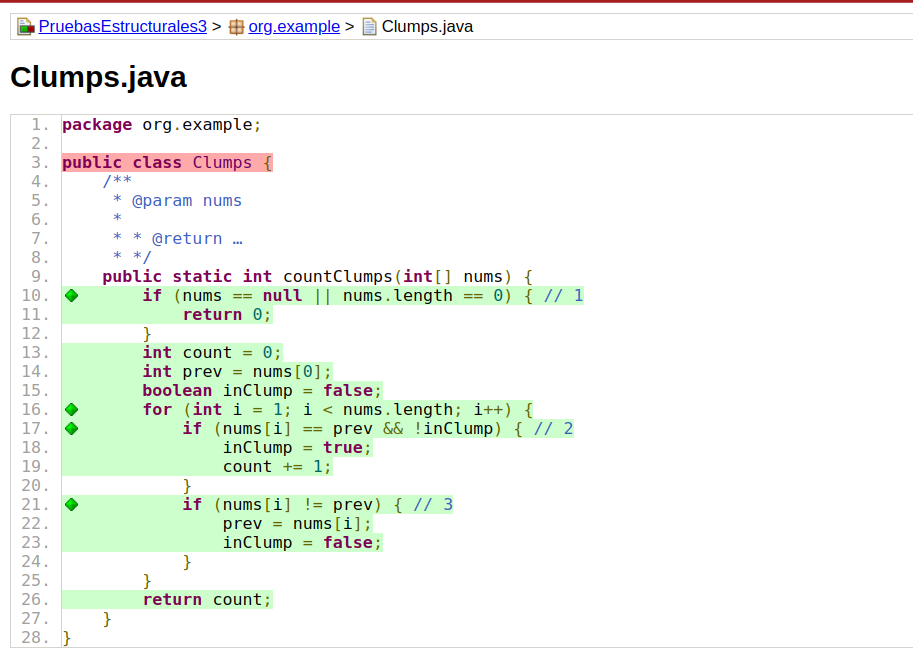 PruebasEstructurales3 > org.example > Clumps.java
Clumps.java
1. package org.example;
2.
3. public class Clumps {
4.     /**
5.      * @param nums
6.      *
7.      * * @return …
8.      * */
9.     public static int countClumps(int[] nums) {
10.         if (nums == null || nums.length == 0) { // 1
11.             return 0;
12.         }
13.         int count = 0;
14.         int prev = nums[0];
15.         boolean inClump = false;
16.         for (int i = 1; i < nums.length; i++) {
17.             if (nums[i] == prev && !inClump) { // 2
18.                 inClump = true;
19.                 count += 1;
20.             }
21.             if (nums[i] != prev) { // 3
22.                 prev = nums[i];
23.                 inClump = false;
24.             }
25.         }
26.         return count;
27.     }
28. }